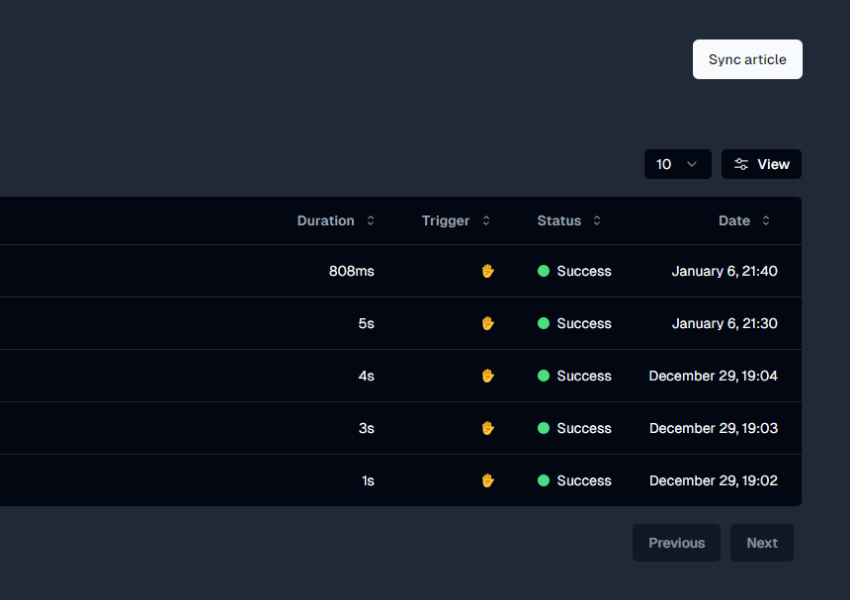 Sync article
10 View
Duration Trigger Status Date
808ms ✋ Success January 6, 21:40
5s ✋ Success January 6, 21:30
4s ✋ Success December 29, 19:04
3s ✋ Success December 29, 19:03
1s ✋ Success December 29, 19:02
Previous Next